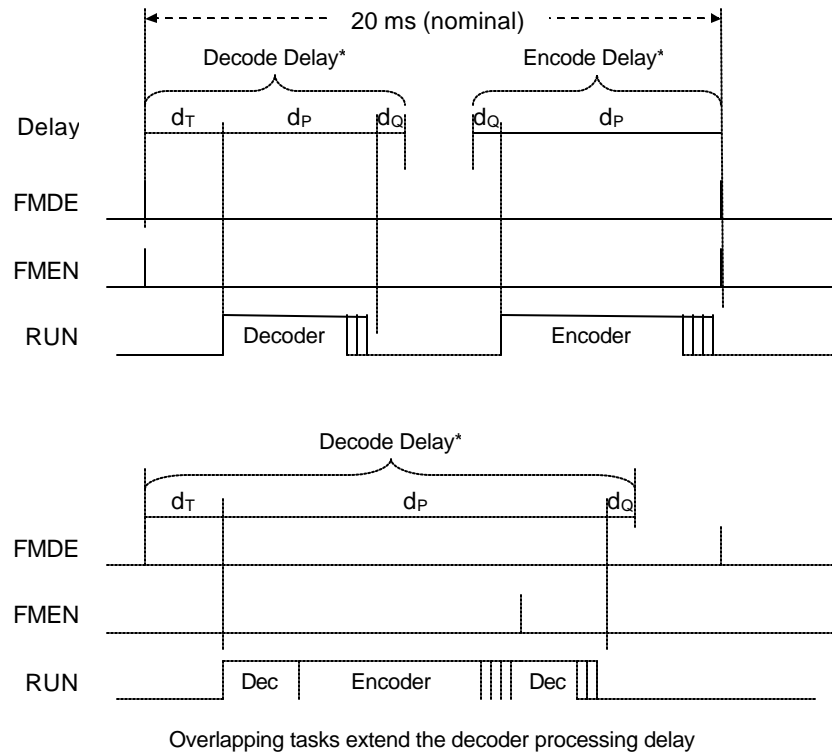 20 ms (nominal)
Decode Delay* Encode Delay*
Delay dT dP dQ dQ dP
FMDE
FMEN
RUN Decoder Encoder
Decode Delay*
dT dP dQ
FMDE
FMEN
RUN Dec Encoder Dec
Overlapping tasks extend the decoder processing delay